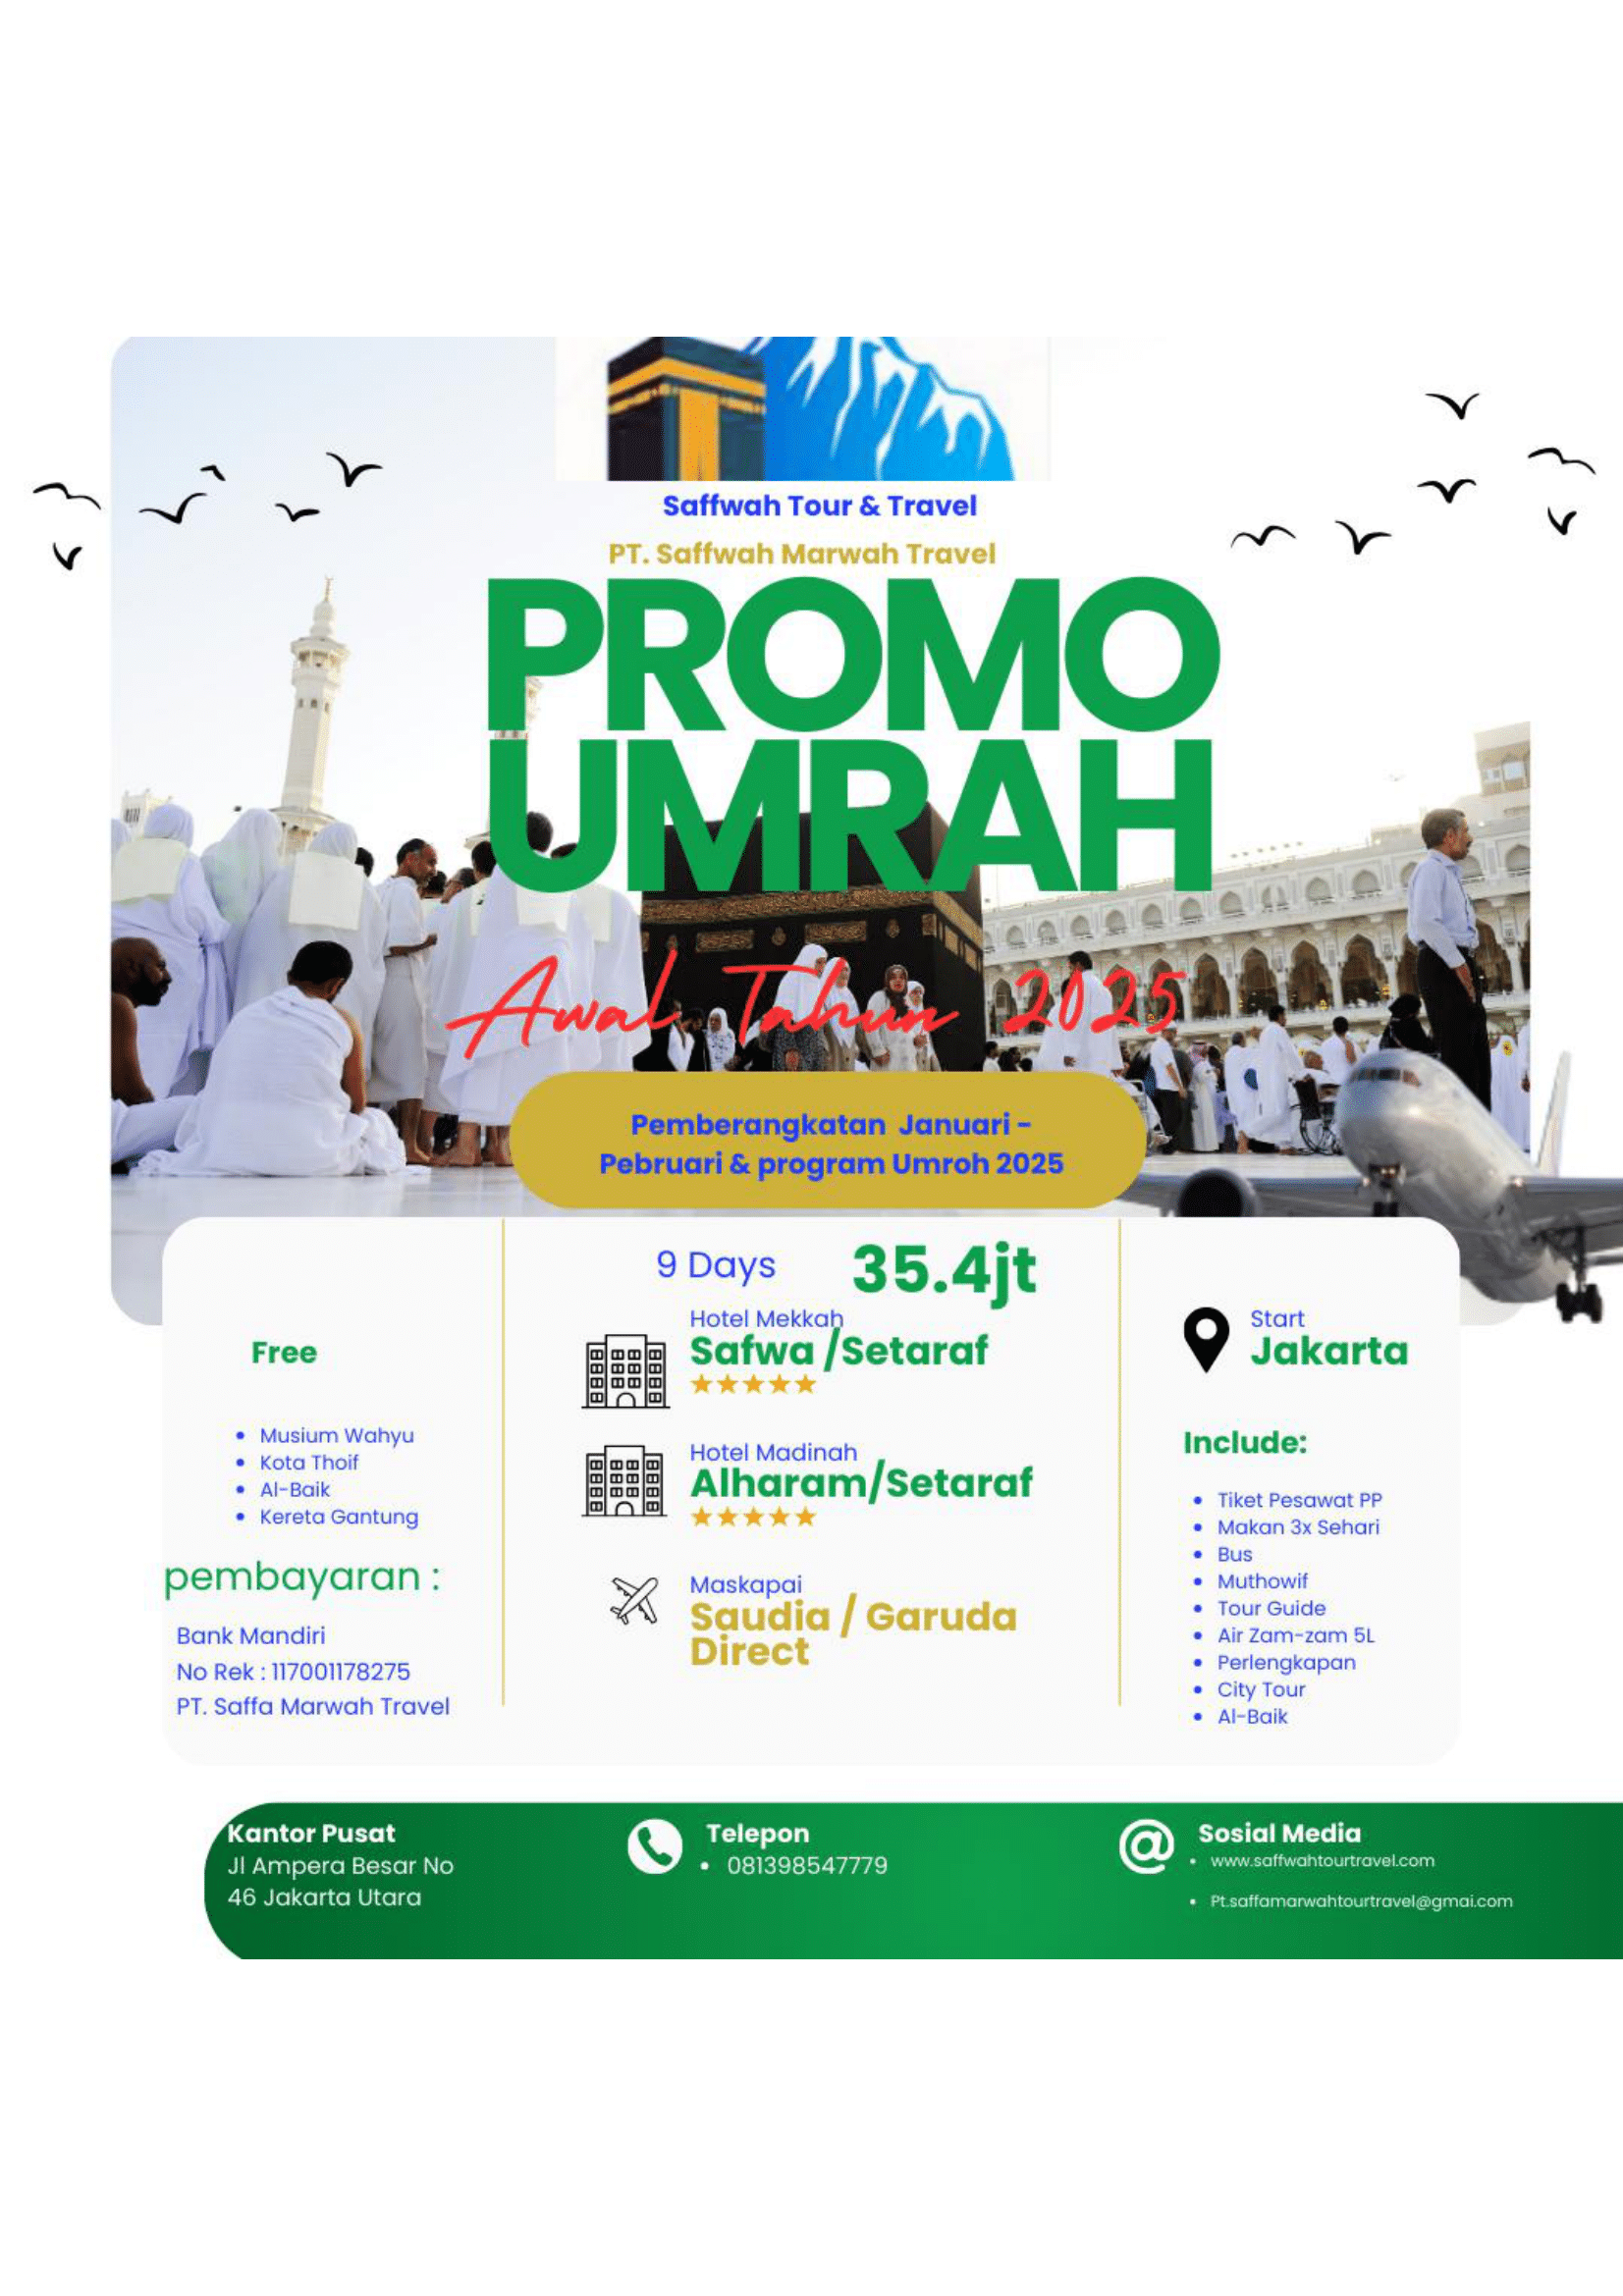 Saffwah Tour & Travel
PT. Saffwah Marwah Travel
PROMO
UMRAH
Awal Tahun 2025
Pemberangkatan Januari -
Pebruari & program Umroh 2025
Free
Musium Wahyu
Kota Thoif
Al-Baik
Kereta Gantung
pembayaran :
Bank Mandiri
No Rek : 117001178275
PT. Saffa Marwah Travel
9 Days 35.4jt
Hotel Mekkah
Safwa /Setaraf
Hotel Madinah
Alharam/Setaraf
Maskapai
Saudia / Garuda
Direct
Start
Jakarta
Include:
Tiket Pesawat PP
Makan 3x Sehari
Bus
Muthowif
Tour Guide
Air Zam-zam 5L
Perlengkapan
City Tour
Al-Baik
Kantor Pusat
Jl Ampera Besar No
46 Jakarta Utara
Telepon
081398547779
Sosial Media
www.saffwahtourtravel.com
Pt.saffamarwahtourtravel@gmai.com